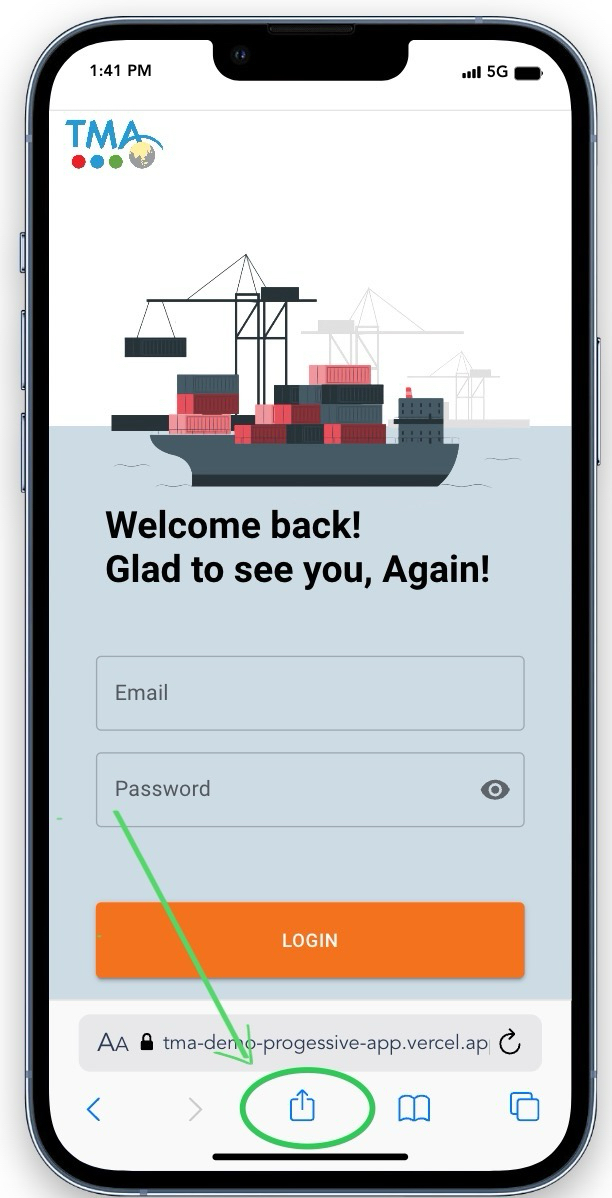 1:41 PM
5G
TMA
Welcome back!
Glad to see you, Again!
Email
Password
LOGIN
AA tma-demo-progessive-app.vercel.ap